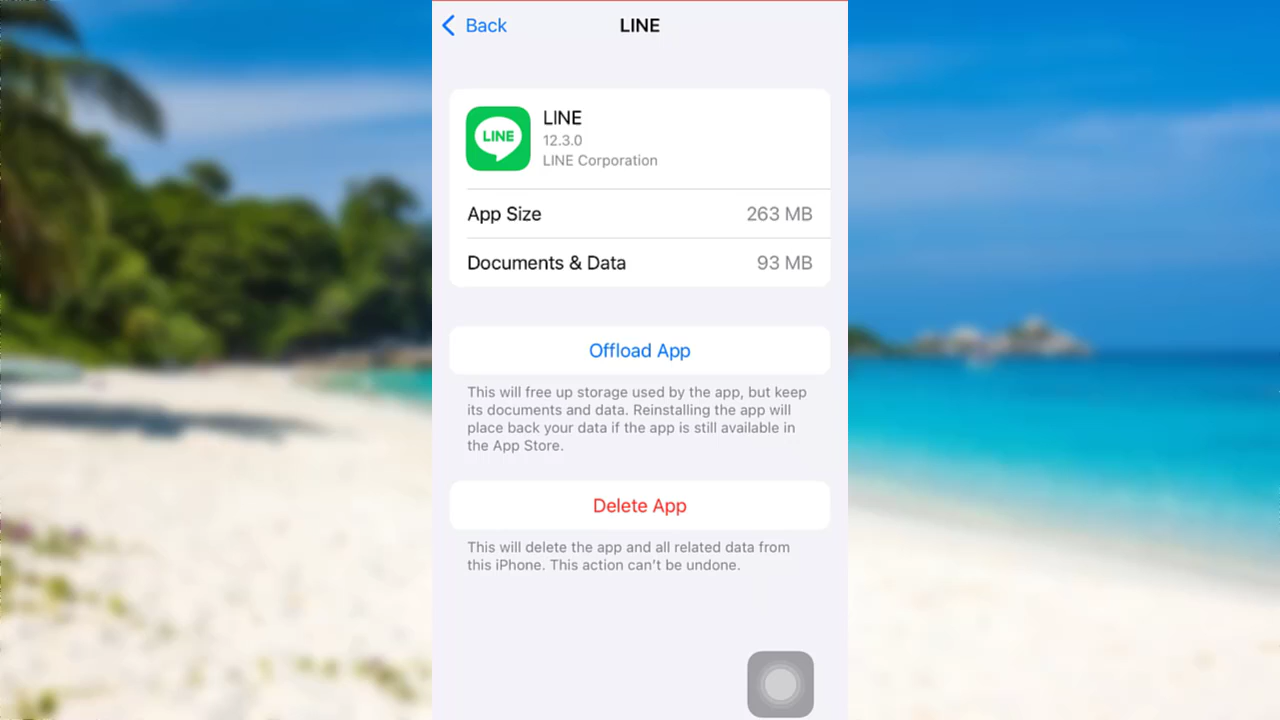 Back
LINE
LINE
LINE
12.3.0
LINE Corporation
App Size 263 MB
Documents & Data 93 MB
Offload App
This will free up storage used by the app, but keep
its documents and data. Reinstalling the app will
place back your data if the app is still available in
the App Store.
Delete App
This will delete the app and all related data from
this iPhone. This action can't be undone.